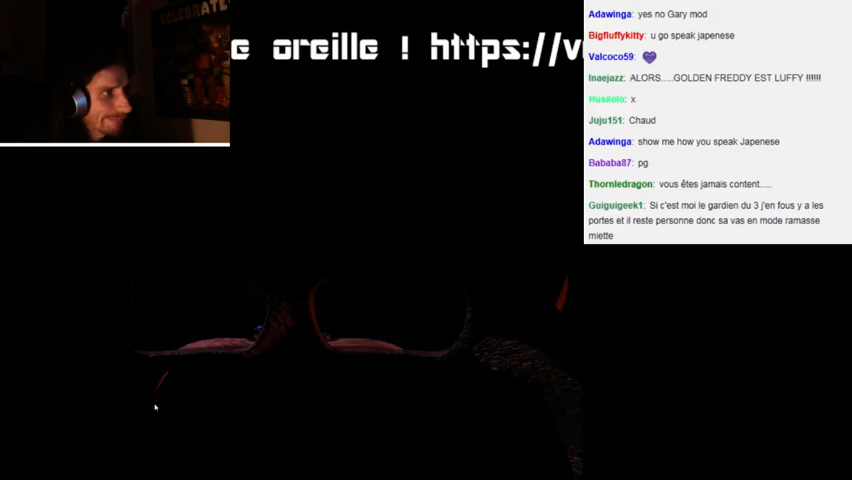 CELEBRATE
e oreille ! https://v
Adawinga: yes no Gary mod
Bigfluffykitty: u go speak japenese
Valcoco59:
Inaejazz: ALORS.....GOLDEN FREDDY EST LUFFY !!!!!!
Husilolo: x
Juju151: Chaud
Adawinga: show me how you speak Japenese
Bababa87: pg
Thornledragon: vous êtes jamais content.....
Guiguigeek1: Si c'est moi le gardien du 3 j'en fous y a les
portes et il reste personne donc sa vas en mode ramasse
miette